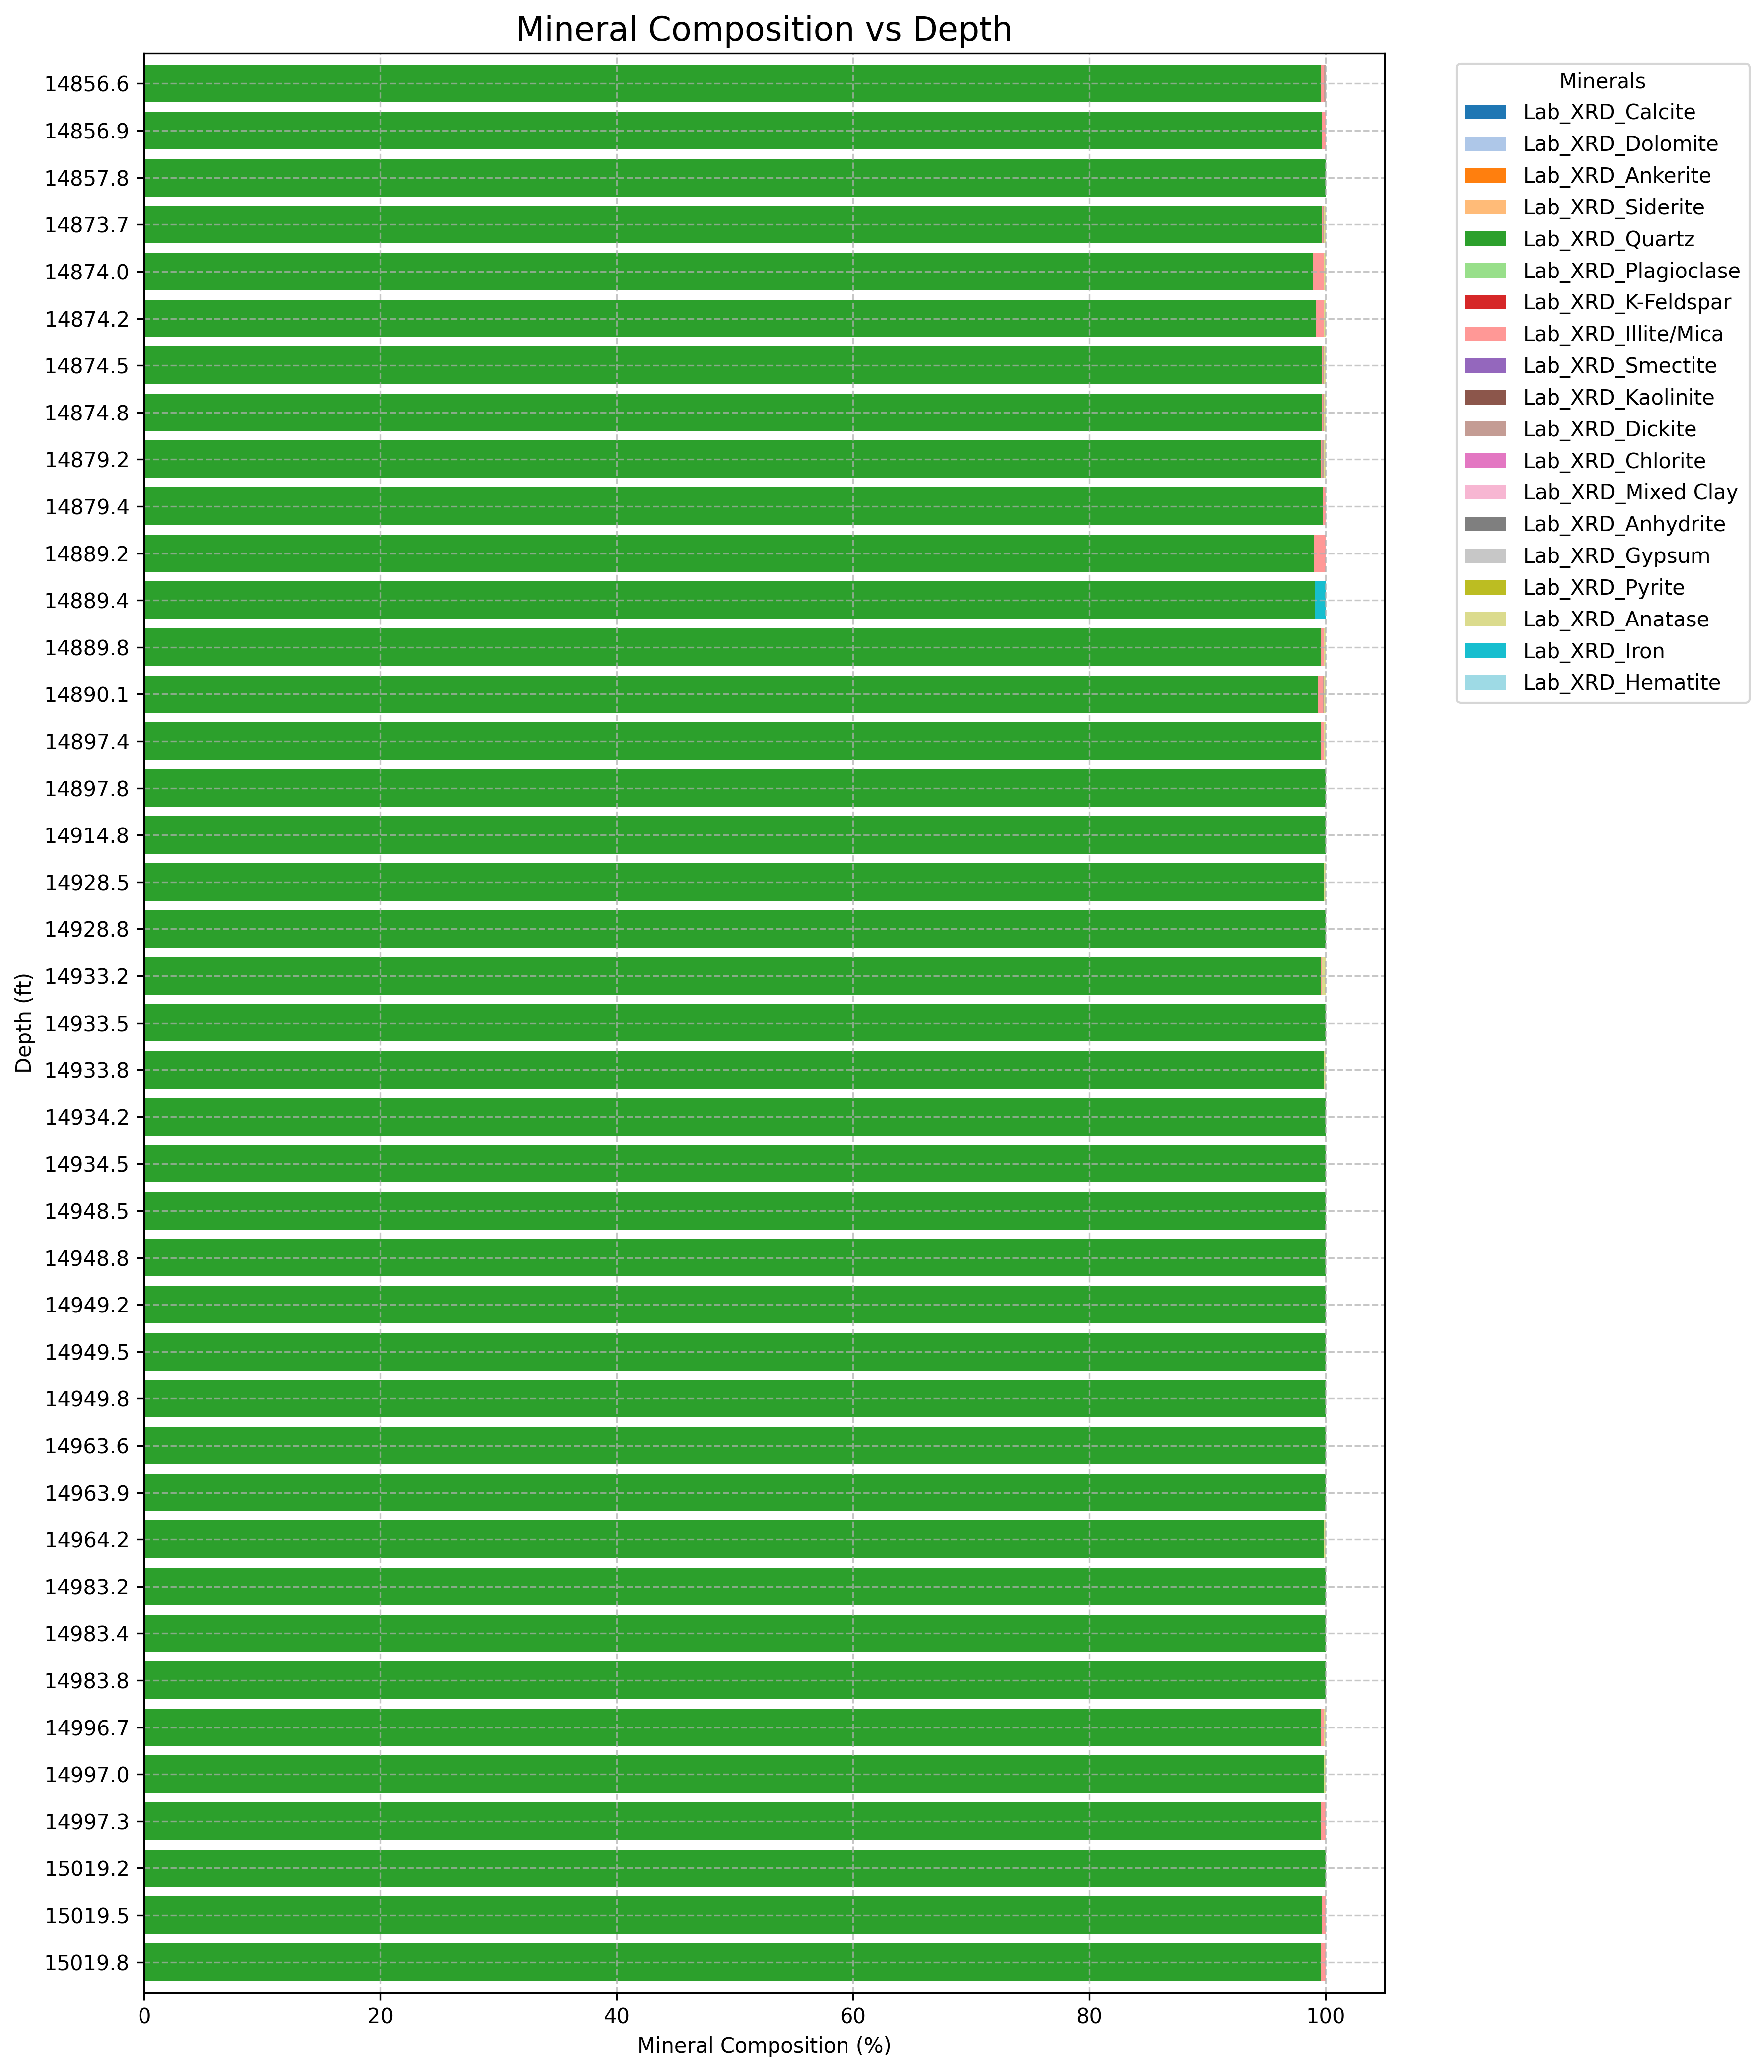 Mineral Composition vs Depth
Depth (ft)
14856.6
14856.9
14857.8
14873.7
14874.0
14874.2
14874.5
14874.8
14879.2
14879.4
14889.2
14889.4
14889.8
14890.1
14897.4
14897.8
14914.8
14928.5
14928.8
14933.2
14933.5
14933.8
14934.2
14934.5
14948.5
14948.8
14949.2
14949.5
14949.8
14963.6
14963.9
14964.2
14983.2
14983.4
14983.8
14996.7
14997.0
14997.3
15019.2
15019.5
15019.8
0 20 40 60 80 100
Mineral Composition (%)
Minerals
Lab_XRD_Calcite
Lab_XRD_Dolomite
Lab_XRD_Ankerite
Lab_XRD_Siderite
Lab_XRD_Quartz
Lab_XRD_Plagioclase
Lab_XRD_K-Feldspar
Lab_XRD_Illite/Mica
Lab_XRD_Smectite
Lab_XRD_Kaolinite
Lab_XRD_Dickite
Lab_XRD_Chlorite
Lab_XRD_Mixed Clay
Lab_XRD_Anhydrite
Lab_XRD_Gypsum
Lab_XRD_Pyrite
Lab_XRD_Anatase
Lab_XRD_Iron
Lab_XRD_Hematite